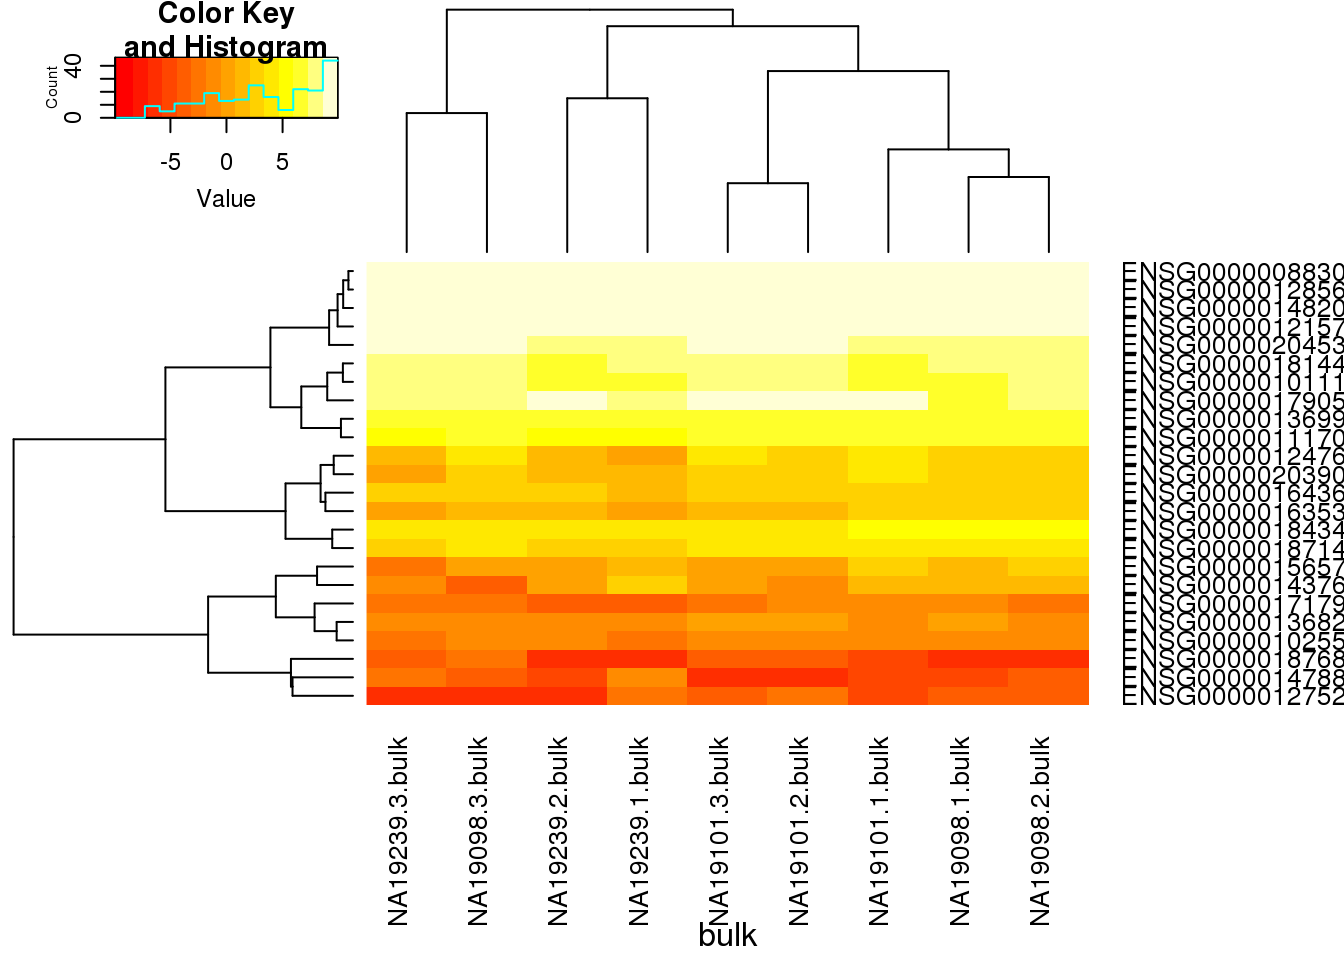 Color Key
and Histogram
Count
0
40
-5 0 5
Value
ENSG0000008830
ENSG0000012856
ENSG0000014820
ENSG0000012157
ENSG0000020453
ENSG0000018144
ENSG0000010111
ENSG0000017905
ENSG0000013699
ENSG0000011170
ENSG0000012476
ENSG0000020390
ENSG0000016436
ENSG0000016353
ENSG0000018434
ENSG0000018714
ENSG0000015657
ENSG0000014376
ENSG0000017179
ENSG0000013682
ENSG0000010255
ENSG0000018768
ENSG0000014788
ENSG0000012752
NA19239.3.bulk
NA19098.3.bulk
NA19239.2.bulk
NA19239.1.bulk
NA19101.3.bulk
NA19101.2.bulk
NA19101.1.bulk
NA19098.1.bulk
NA19098.2.bulk
bulk